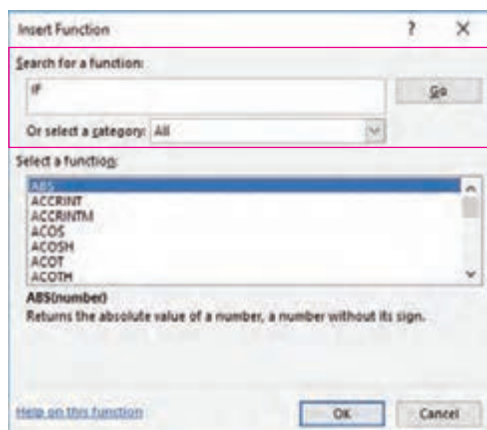 Insert Function ? ×
Search for a function:
IF
Go
Or select a category: All
Select a function:
ABS
ACCRINT
ACCRINTM
ACOS
ACOSH
ACOT
ACOTH
ABS(number)
Returns the absolute value of a number, a number without its sign.
Help on this function
OK
Cancel